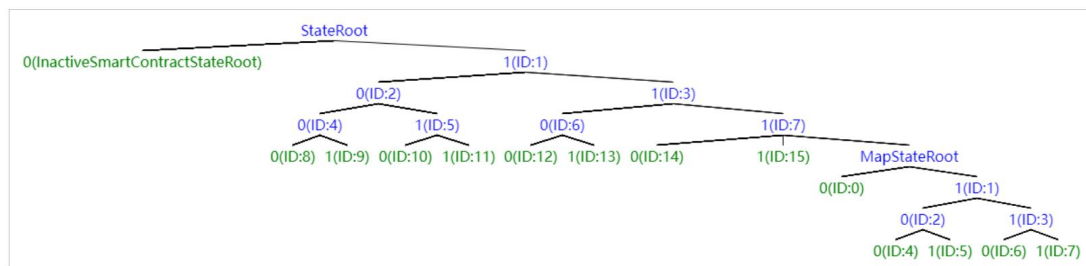 StateRoot
0(InactiveSmartContractStateRoot) 1(ID:1)
0(ID:2) 1(ID:3)
0(ID:4) 1(ID:5) 0(ID:6) 1(ID:7)
0(ID:8) 1(ID:9) 0(ID:10) 1(ID:11) 0(ID:12) 1(ID:13) 0(ID:14) 1(ID:15) MapStateRoot
0(ID:0) 1(ID:1)
0(ID:2) 1(ID:3)
0(ID:4) 1(ID:5) 0(ID:6) 1(ID:7)